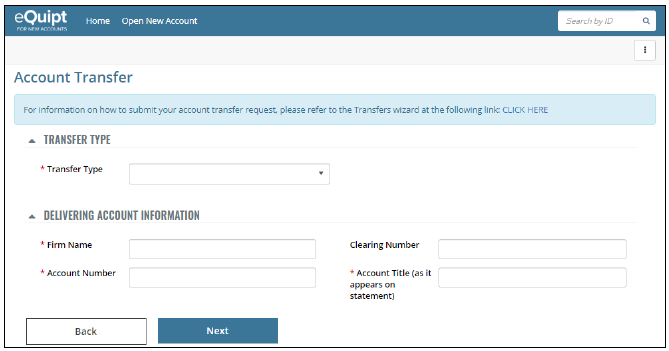 eQuipt
FOR NEW ACCOUNTS
Home
Open New Account
Search by ID
Account Transfer
For information on how to submit your account transfer request, please refer to the Transfers wizard at the following link: CLICK HERE
TRANSFER TYPE
* Transfer Type
DELIVERING ACCOUNT INFORMATION
* Firm Name
Clearing Number
* Account Number
* Account Title (as it
appears on
statement)
Back
Next